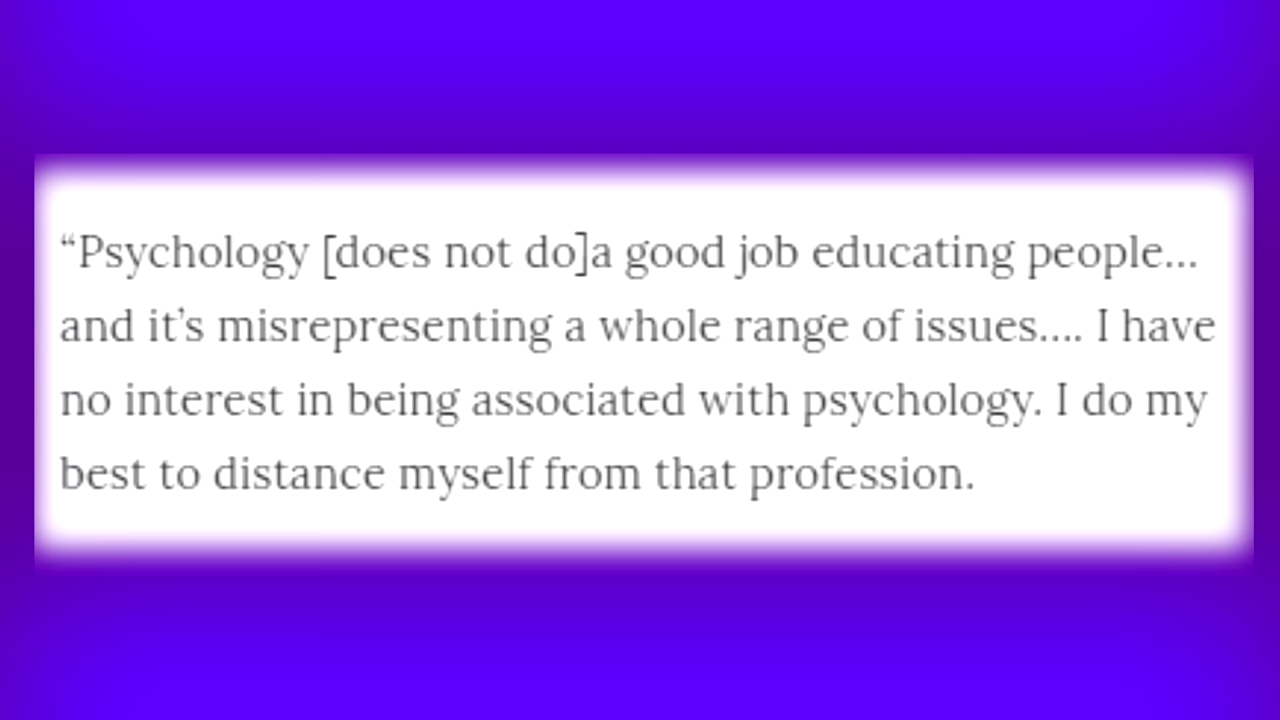 “Psychology [does not do]a good job educating people...
and it’s misrepresenting a whole range of issues.... I have
no interest in being associated with psychology. I do my
best to distance myself from that profession.